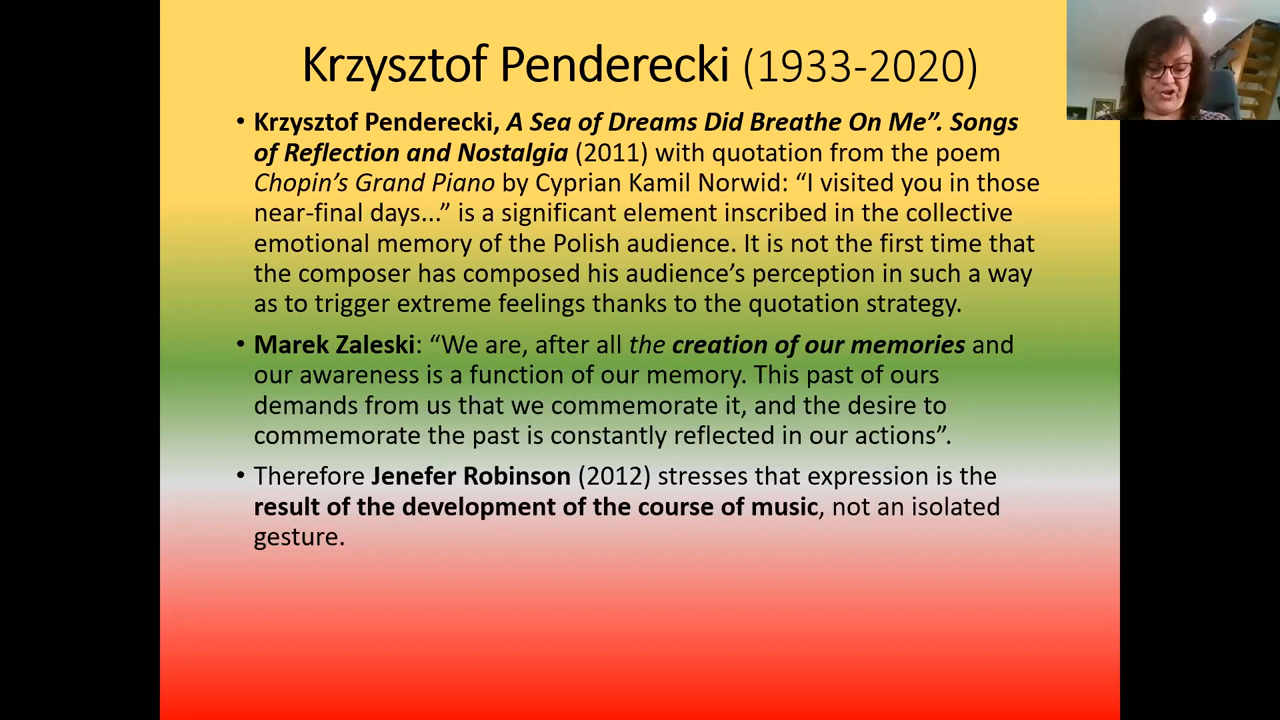 Krzysztof Penderecki (1933-2020)
• Krzysztof Penderecki, A Sea of Dreams Did Breathe On Me”. Songs
of Reflection and Nostalgia (2011) with quotation from the poem
Chopin’s Grand Piano by Cyprian Kamil Norwid: “I visited you in those
near-final days...” is a significant element inscribed in the collective
emotional memory of the Polish audience. It is not the first time that
the composer has composed his audience’s perception in such a way
as to trigger extreme feelings thanks to the quotation strategy.
• Marek Zaleski: “We are, after all the creation of our memories and
our awareness is a function of our memory. This past of ours
demands from us that we commemorate it, and the desire to
commemorate the past is constantly reflected in our actions”.
• Therefore Jenefer Robinson (2012) stresses that expression is the
result of the development of the course of music, not an isolated
gesture.